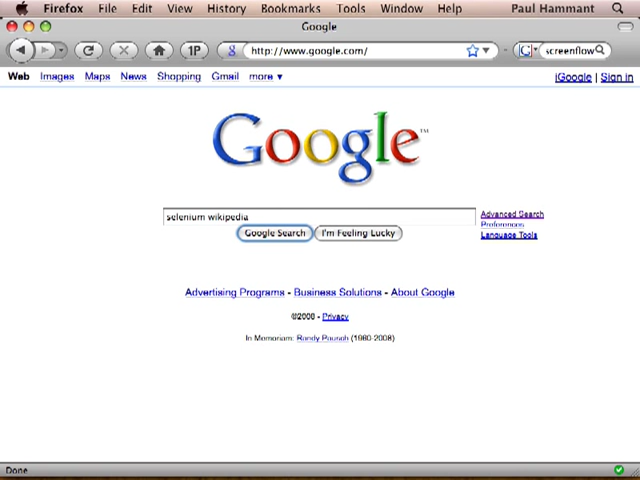 Firefox File Edit View History Bookmarks Tools Window Help Paul Hammant
Google
1P http://www.google.com/ screenflow
Web Images Maps News Shopping Gmail more ▼ iGoogle | Sign in
Google™
selenium wikipedia
Advanced Search
Preferences
Language Tools
Google Search I'm Feeling Lucky
Advertising Programs - Business Solutions - About Google
©2008 - Privacy
In Memoriam: Randy Pausch (1960-2008)
Done